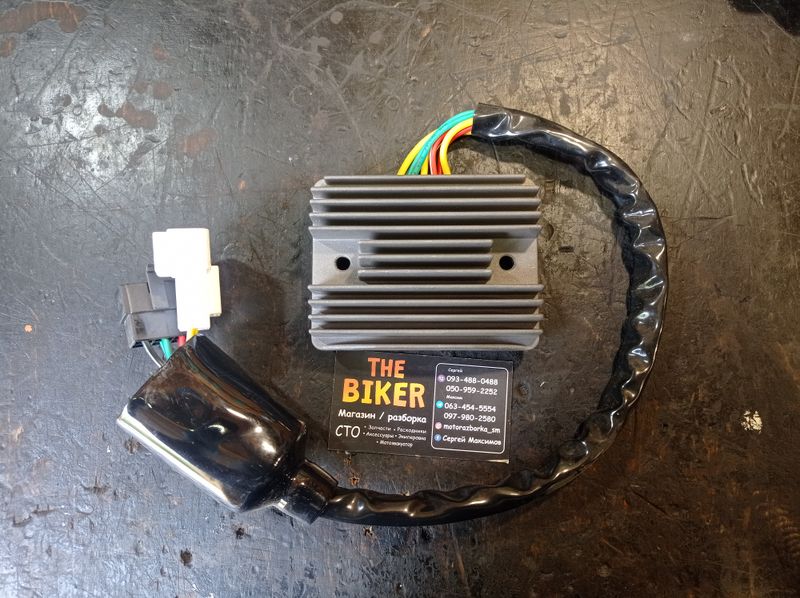 THE
BIKER
Магазин / разборка
СТО
• Запчасти • Расходники
• Аксессуары • Экипировка
• Мотоэвакуатор
Сергей
093-488-0488
050-959-2252
Максим
063-454-5554
097-980-2580
motorazborka_sm
Сергей Максимов